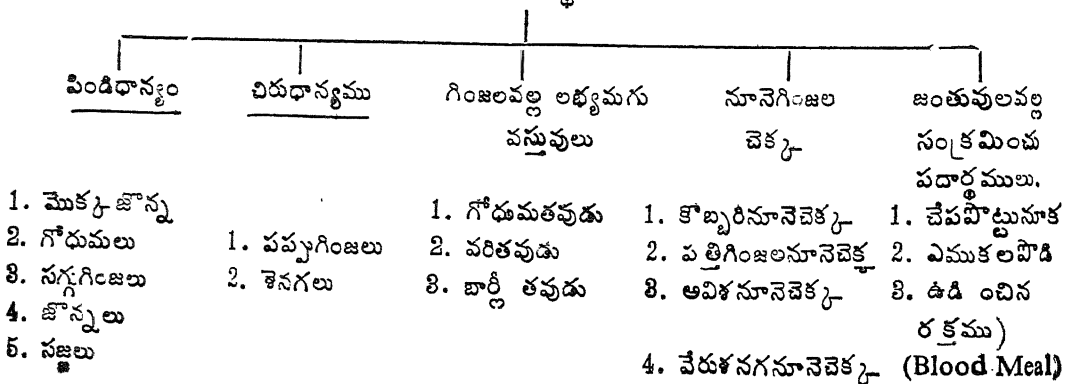 పిండిధాన్యం
చిరుధాన్యము
గింజలవల్ల లభ్యమగు
వస్తువులు
నూనెగింజల
చెక్క
జంతువులవల్ల
సంక్రమించు
పదార్థములు.
1. మొక్కజొన్న
2. గోధుమలు
3. సగ్గగింజలు
4. జొన్నలు
5. సజ్జలు
1. పప్పుగింజలు
2. శెనగలు
1. గోధుమతవుడు
2. వరితవుడు
3. బార్లీ తవుడు
1. కొబ్బరినూనెచెక్క
2. పత్తిగింజలనూనెచెక్క
3. అవిశనూనెచెక్క
4. వేరుశనగనూనెచెక్క
1. చేపపొట్టునూక
2. ఎముకలపొడి
3. ఉడి ంచిన
రక్తము)
(Blood Meal)